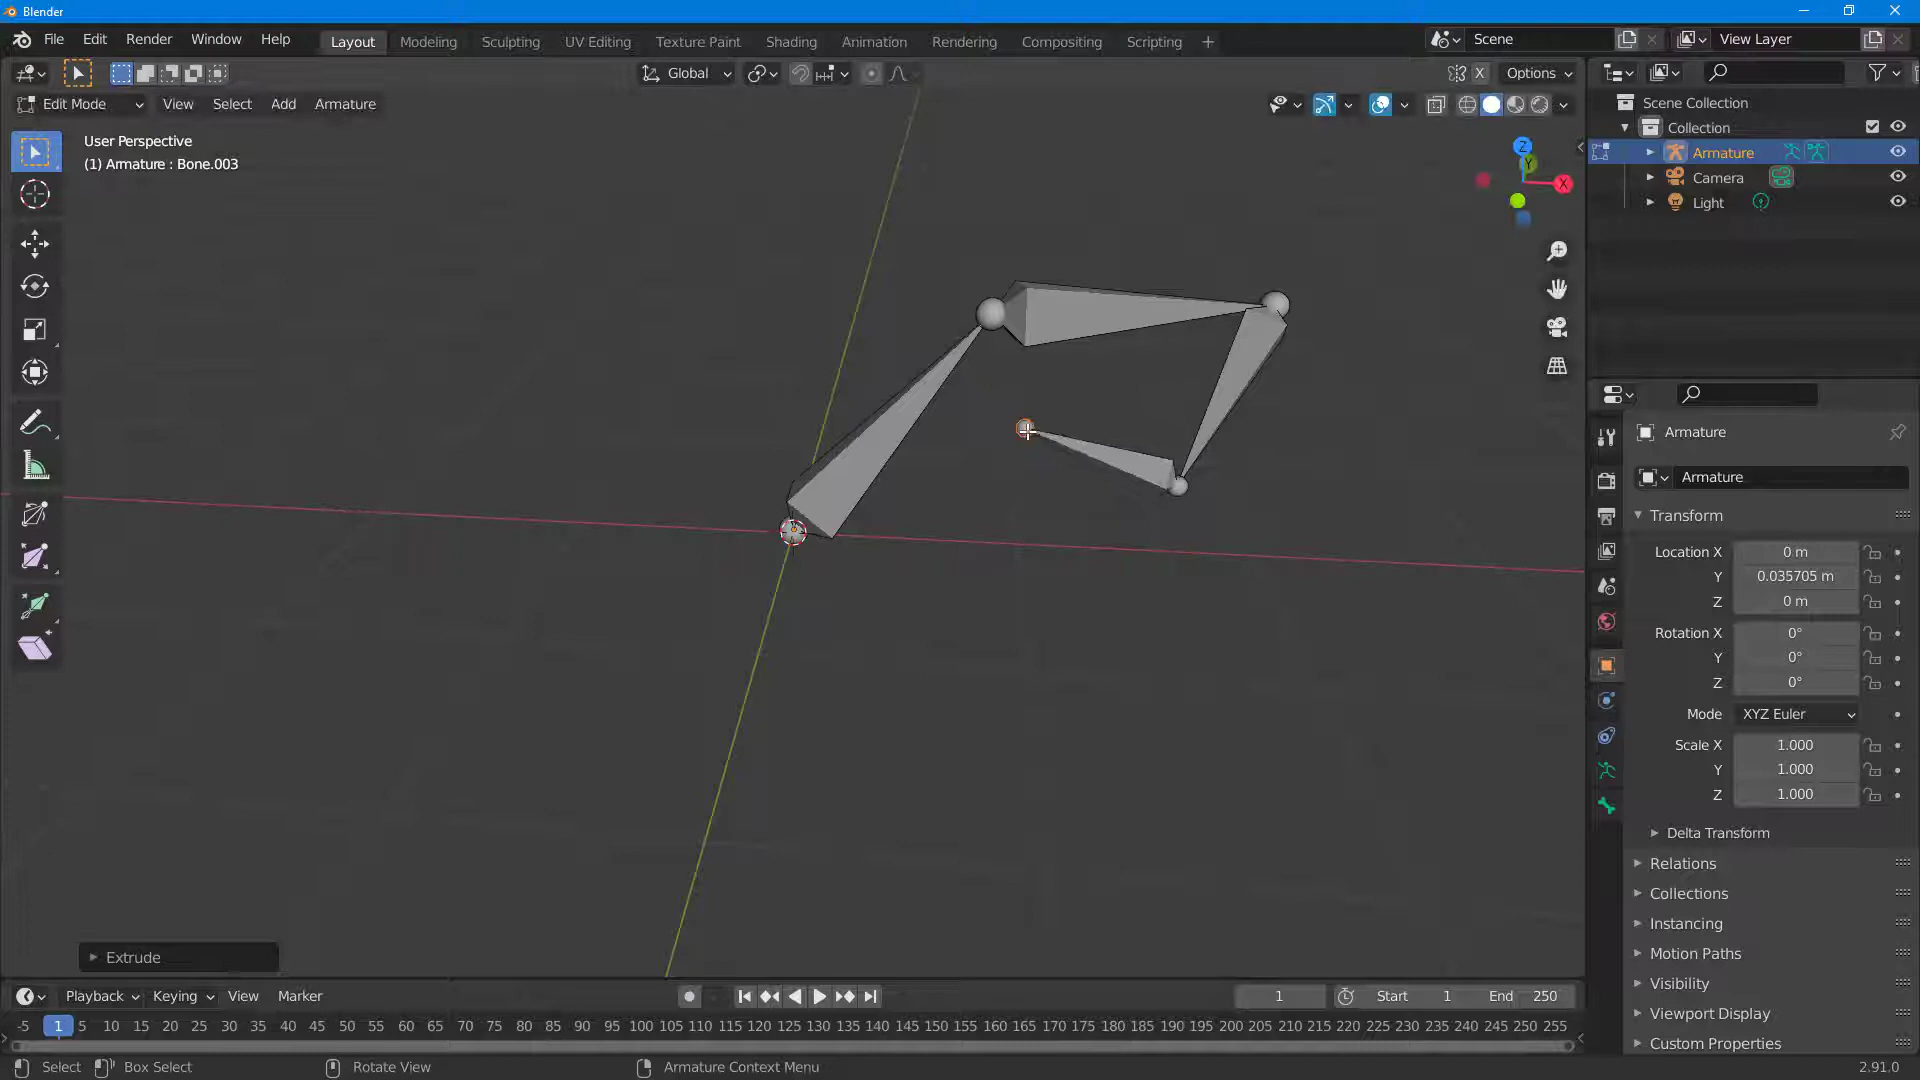 Blender
File Edit Render Window Help Layout Modeling Sculpting UV Editing Texture Paint Shading Animation Rendering Compositing Scripting + Scene View Layer
Global X Options
Edit Mode View Select Add Armature
User Perspective
(1) Armature : Bone.003
Z
Y
X
Scene Collection
Collection
Armature
Camera
Light
Armature
Armature
Transform
Location X 0 m
Y 0.035705 m
Z 0 m
Rotation X 0°
Y 0°
Z 0°
Mode XYZ Euler
Scale X 1.000
Y 1.000
Z 1.000
Delta Transform
Relations
Collections
Instancing
Motion Paths
Visibility
Viewport Display
Custom Properties
Extrude
Playback Keying View Marker 1 Start 1 End 250
-5 1 5 10 15 20 25 30 35 40 45 50 55 60 65 70 75 80 85 90 95 100 105 110 115 120 125 130 135 140 145 150 155 160 165 170 175 180 185 190 195 200 205 210 215 220 225 230 235 240 245 250 255
Select Box Select Rotate View Armature Context Menu 2.91.0